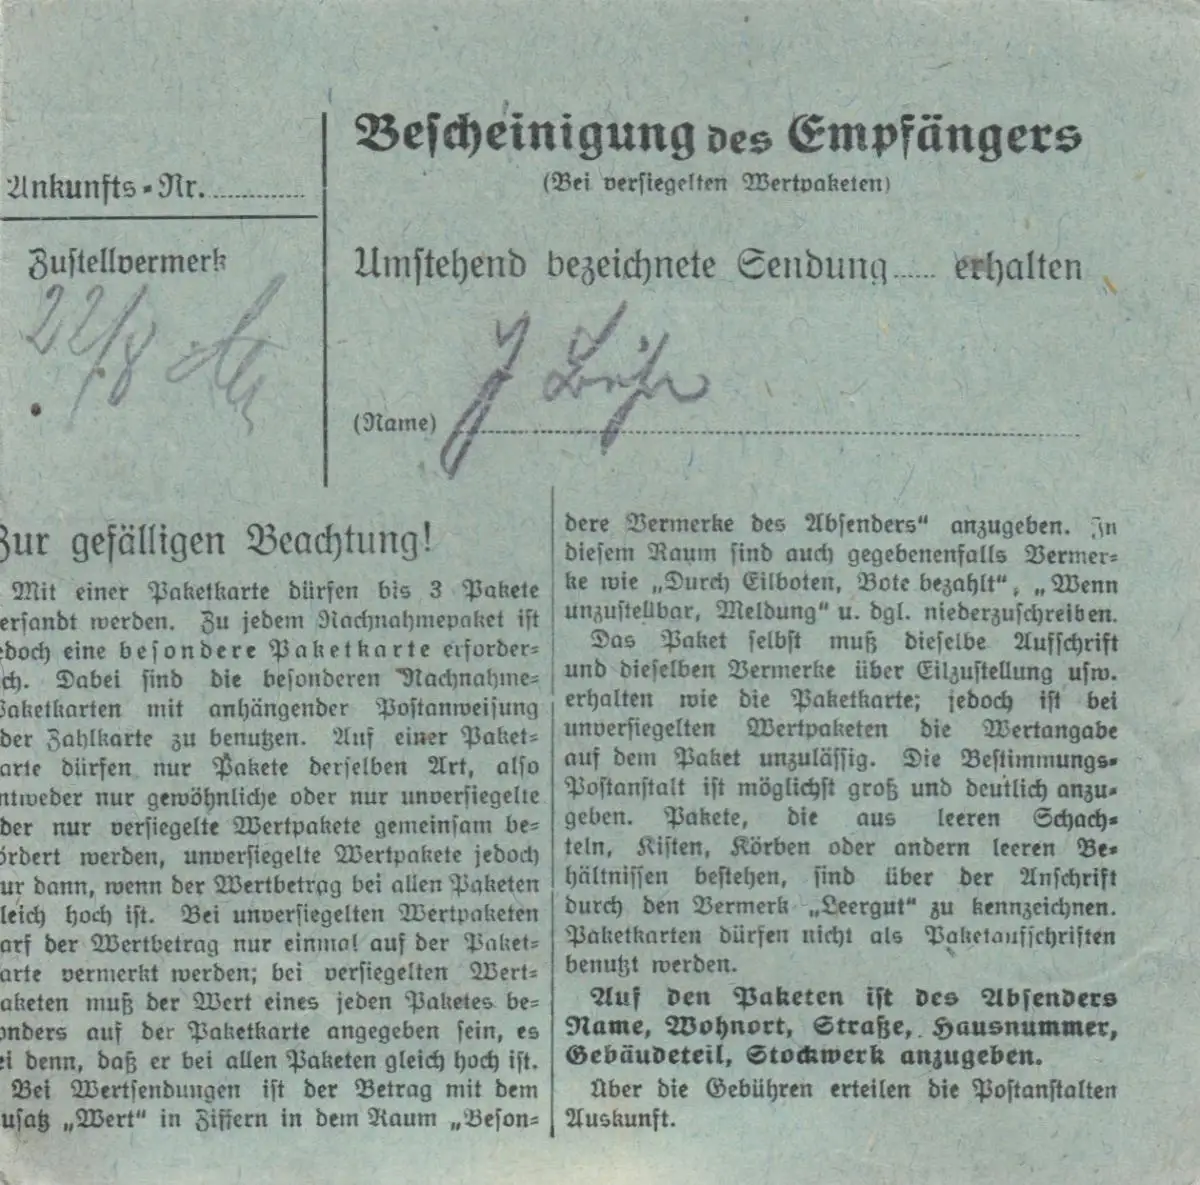 Ankunfts-Nr. ............
Zustellvermerk
22/8
Bescheinigung des Empfängers
(Bei versiegelten Wertpaketen)
Umstehend bezeichnete Sendung ...... erhalten
(Name) J
Zur gefälligen Beachtung!
Mit einer Paketkarte dürfen bis 3 Pakete
ersandt werden. Zu jedem Nachnahmepaket ist
edoch eine besondere Paketkarte erforder-
ch. Dabei sind die besonderen Nachnahme-
Paketkarten mit anhängender Postanweisung
der Zahlkarte zu benutzen. Auf einer Paket-
arte dürfen nur Pakete derselben Art, also
ntweder nur gewöhnliche oder nur unversiegelte
der nur versiegelte Wertpakete gemeinsam be-
ördert werden, unversiegelte Wertpakete jedoch
ur dann, wenn der Wertbetrag bei allen Paketen
leich hoch ist. Bei unversiegelten Wertpaketen
arf der Wertbetrag nur einmal auf der Paket-
arte vermerkt werden; bei versiegelten Wert-
aketen muß der Wert eines jeden Paketes be-
onders auf der Paketkarte angegeben sein, es
ei denn, daß er bei allen Paketen gleich hoch ist.
Bei Wertsendungen ist der Betrag mit dem
usatz „Wert" in Ziffern in dem Raum „Beson-
dere Vermerke des Absenders" anzugeben. In
diesem Raum sind auch gegebenenfalls Vermer-
ke wie „Durch Eilboten, Bote bezahlt", „Wenn
unzustellbar, Meldung" u. dgl. niederzuschreiben.
Das Paket selbst muß dieselbe Aufschrift
und dieselben Vermerke über Eilzustellung usw.
erhalten wie die Paketkarte; jedoch ist bei
unversiegelten Wertpaketen die Wertangabe
auf dem Paket unzulässig. Die Bestimmungs-
Postanstalt ist möglichst groß und deutlich anzu-
geben. Pakete, die aus leeren Schach-
teln, Kisten, Körben oder andern leeren Be-
hältnissen bestehen, sind über der Anschrift
durch den Vermerk „Leergut" zu kennzeichnen.
Paketkarten dürfen nicht als Paketaufschriften
benutzt werden.
Auf den Paketen ist des Absenders
Name, Wohnort, Straße, Hausnummer,
Gebäudeteil, Stockwerk anzugeben.
Über die Gebühren erteilen die Postanstalten
Auskunft.